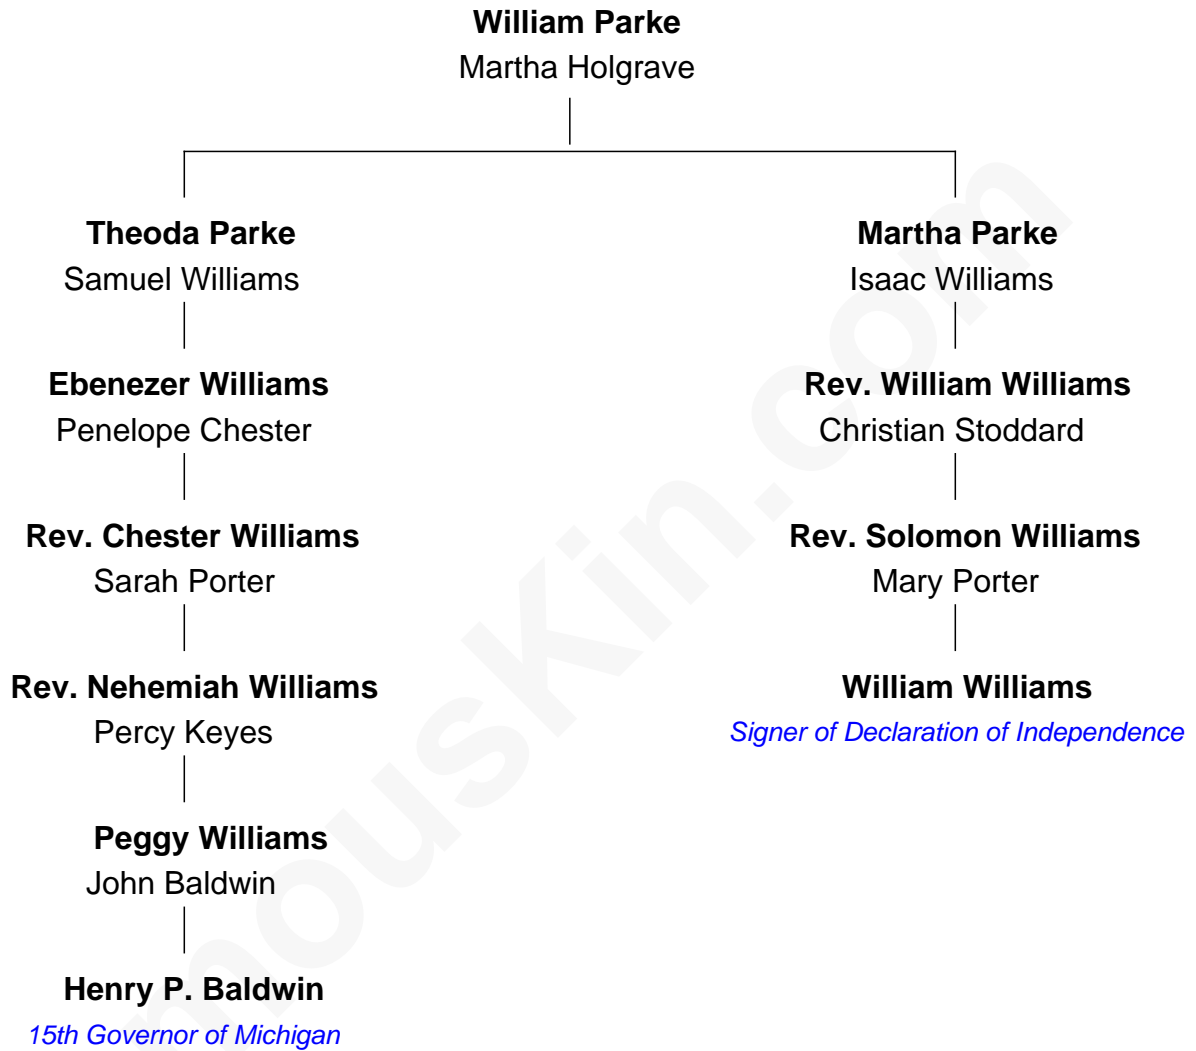 William Parke
Martha Holgrave
Theoda Parke
Samuel Williams
Martha Parke
Isaac Williams
Ebenezer Williams
Penelope Chester
Rev. William Williams
Christian Stoddard
Rev. Chester Williams
Sarah Porter
Rev. Solomon Williams
Mary Porter
Rev. Nehemiah Williams
Percy Keyes
William Williams
Signer of Declaration of Independence
Peggy Williams
John Baldwin
Henry P. Baldwin
15th Governor of Michigan
mousKin.com